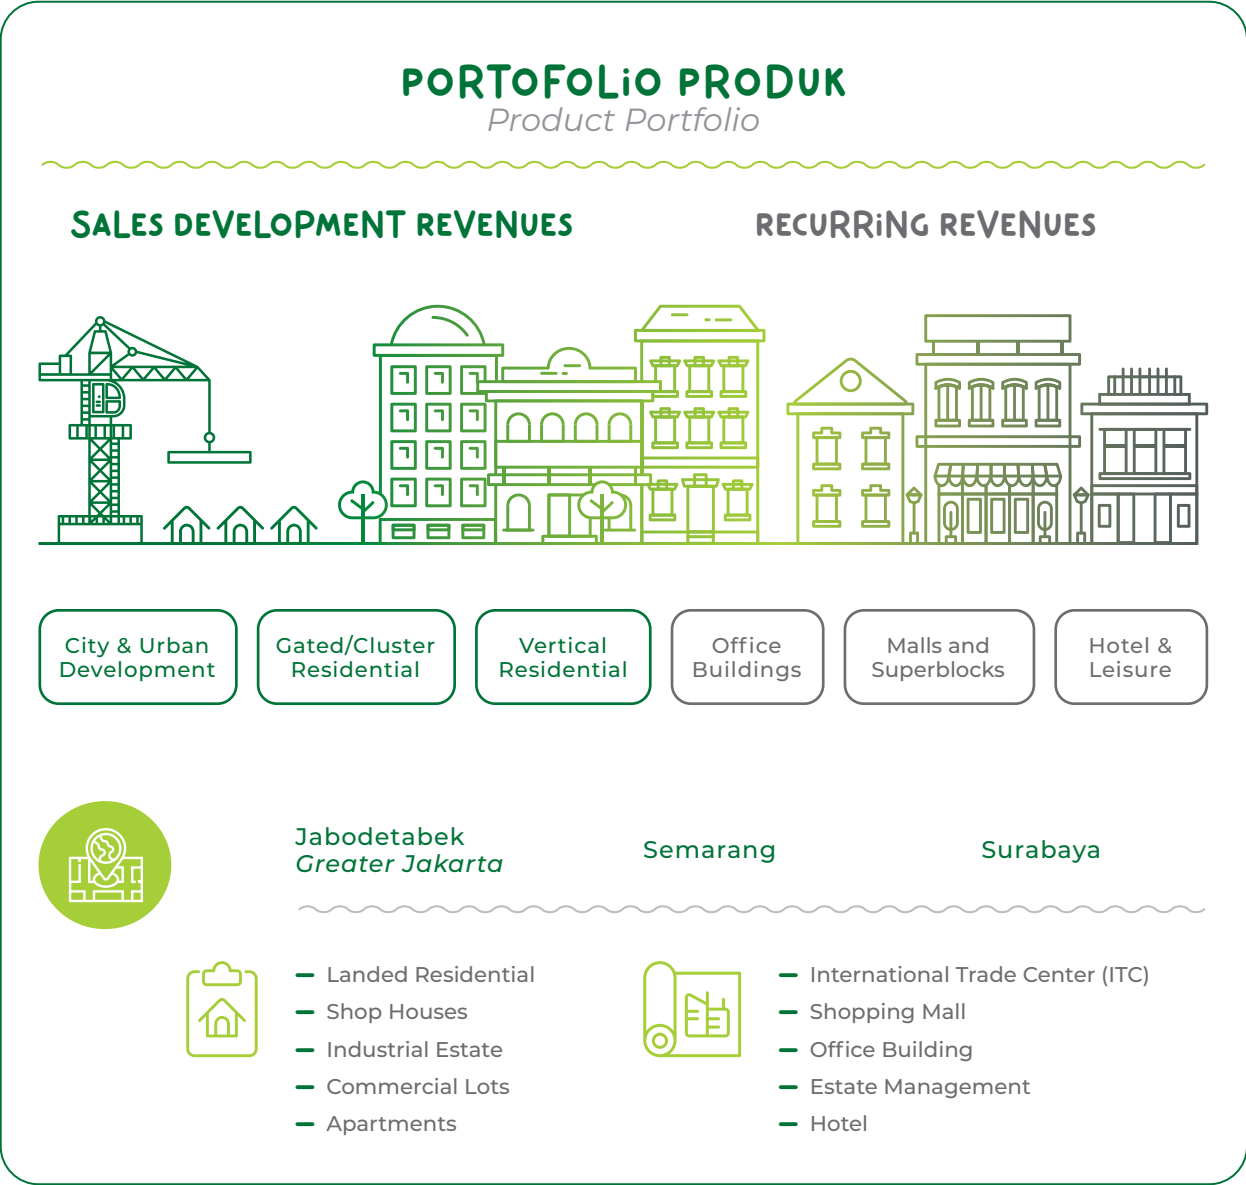 PORTOFOLiO PRODUK
Product Portfolio
SALES DEVELOPMENT REVENUES
RECURRiNG REVENUES
City & Urban
Development
Gated/Cluster
Residential
Vertical
Residential
Office
Buildings
Malls and
Superblocks
Hotel &
Leisure
Jabodetabek
Greater Jakarta
Semarang
Surabaya
– Landed Residential
– Shop Houses
– Industrial Estate
– Commercial Lots
– Apartments
– International Trade Center (ITC)
– Shopping Mall
– Office Building
– Estate Management
– Hotel